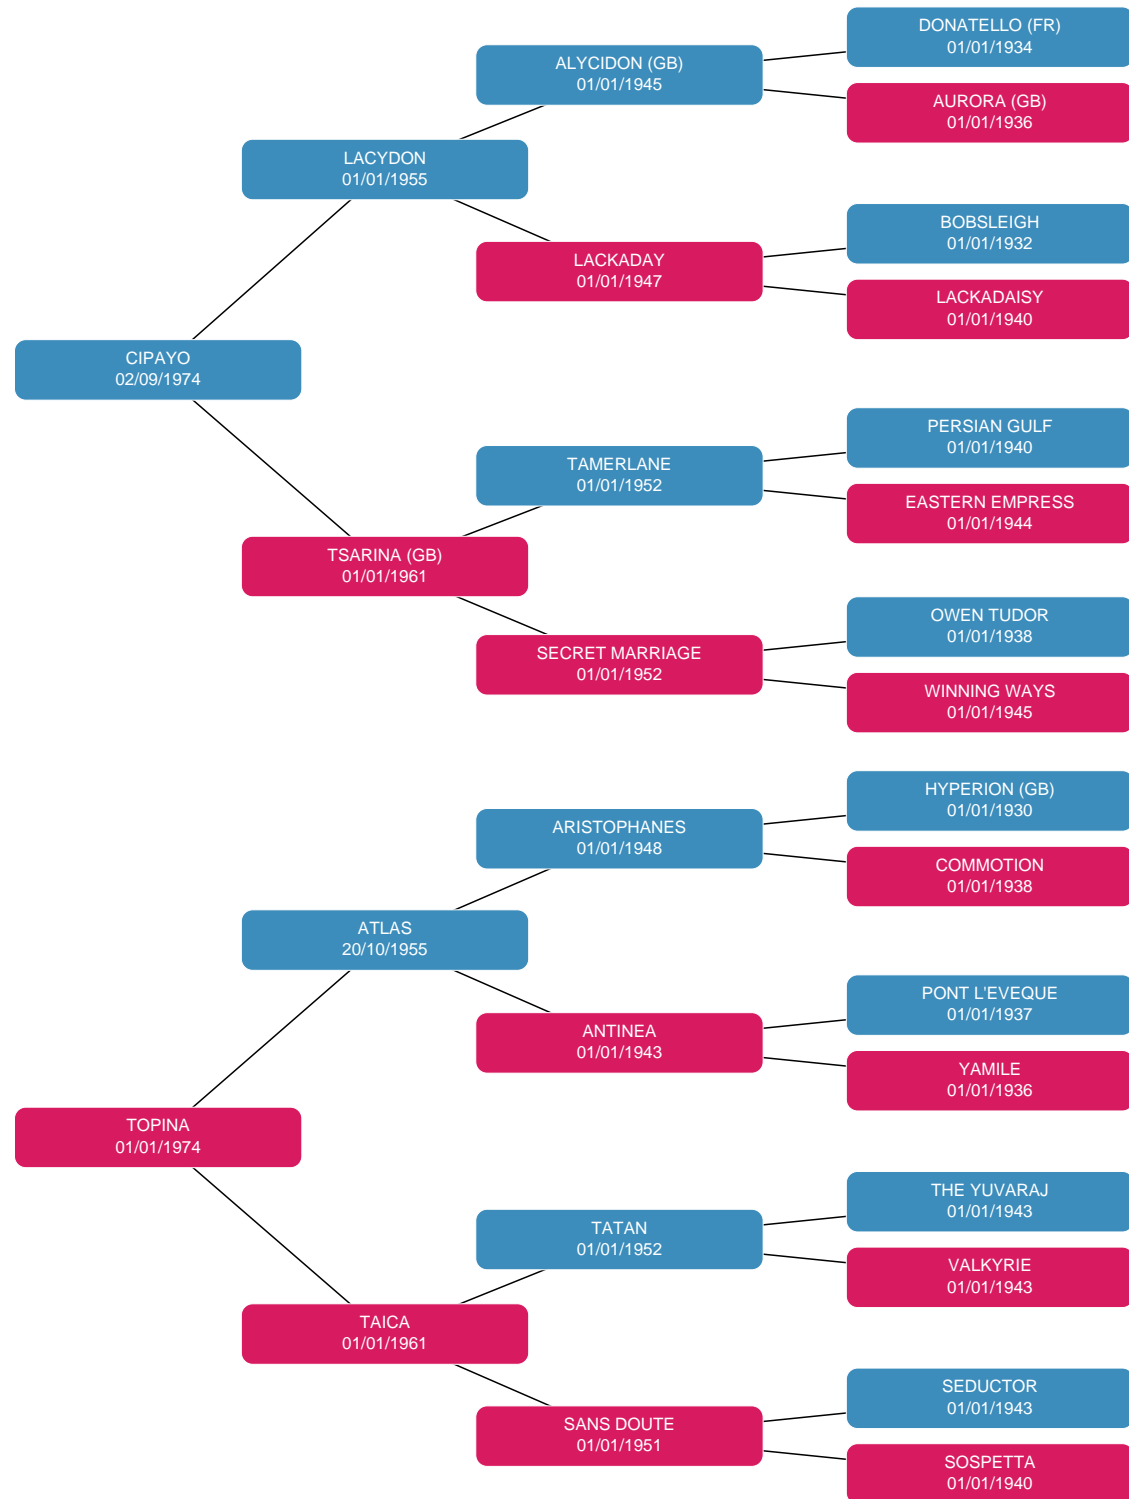 DONATELLO (FR)
01/01/1934
ALYCIDON (GB)
01/01/1945
AURORA (GB)
01/01/1936
LACYDON
01/01/1955
BOBSLEIGH
01/01/1932
LACKADAY
01/01/1947
LACKADAISY
01/01/1940
CIPAYO
02/09/1974
PERSIAN GULF
01/01/1940
TAMERLANE
01/01/1952
EASTERN EMPRESS
01/01/1944
TSARINA (GB)
01/01/1961
OWEN TUDOR
01/01/1938
SECRET MARRIAGE
01/01/1952
WINNING WAYS
01/01/1945
HYPERION (GB)
01/01/1930
ARISTOPHANES
01/01/1948
COMMOTION
01/01/1938
ATLAS
20/10/1955
PONT L'EVEQUE
01/01/1937
ANTINEA
01/01/1943
YAMILE
01/01/1936
TOPINA
01/01/1974
THE YUVARAJ
01/01/1943
TATAN
01/01/1952
VALKYRIE
01/01/1943
TAICA
01/01/1961
SEDUCTOR
01/01/1943
SANS DOUTE
01/01/1951
SOSPETTA
01/01/1940